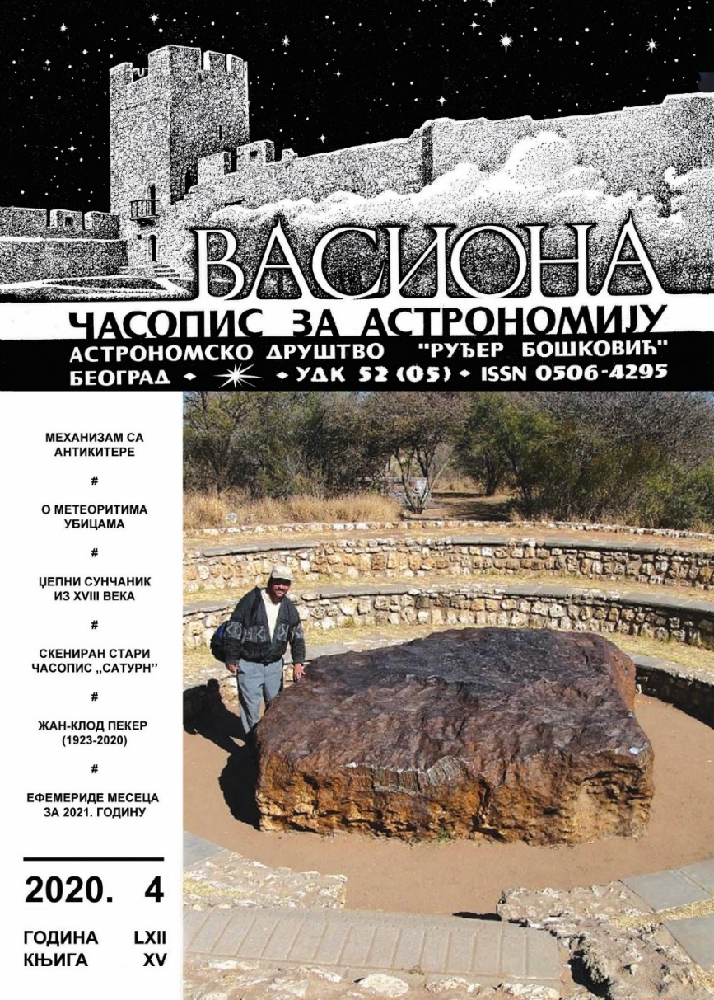 ВАСИОНА
ЧАСОПИС ЗА АСТРОНОМИЈУ
АСТРОНОМСКО ДРУШТВО "РУЂЕР БОШКОВИЋ"
БЕОГРАД УДК 52 (05) ISSN 0506-4295
МЕХАНИЗАМ СА
АНТИКИТЕРЕ
#
О МЕТЕОРИТИМА
УБИЦАМА
#
ЏЕПНИ СУНЧАНИК
ИЗ XVIII ВЕКА
#
СКЕНИРАН СТАРИ
ЧАСОПИС „САТУРН”
#
ЖАН-КЛОД ПЕКЕР
(1923-2020)
#
ЕФЕМЕРИДЕ МЕСЕЦА
ЗА 2021. ГОДИНУ
2020. 4
ГОДИНА LXII
КЊИГА XV